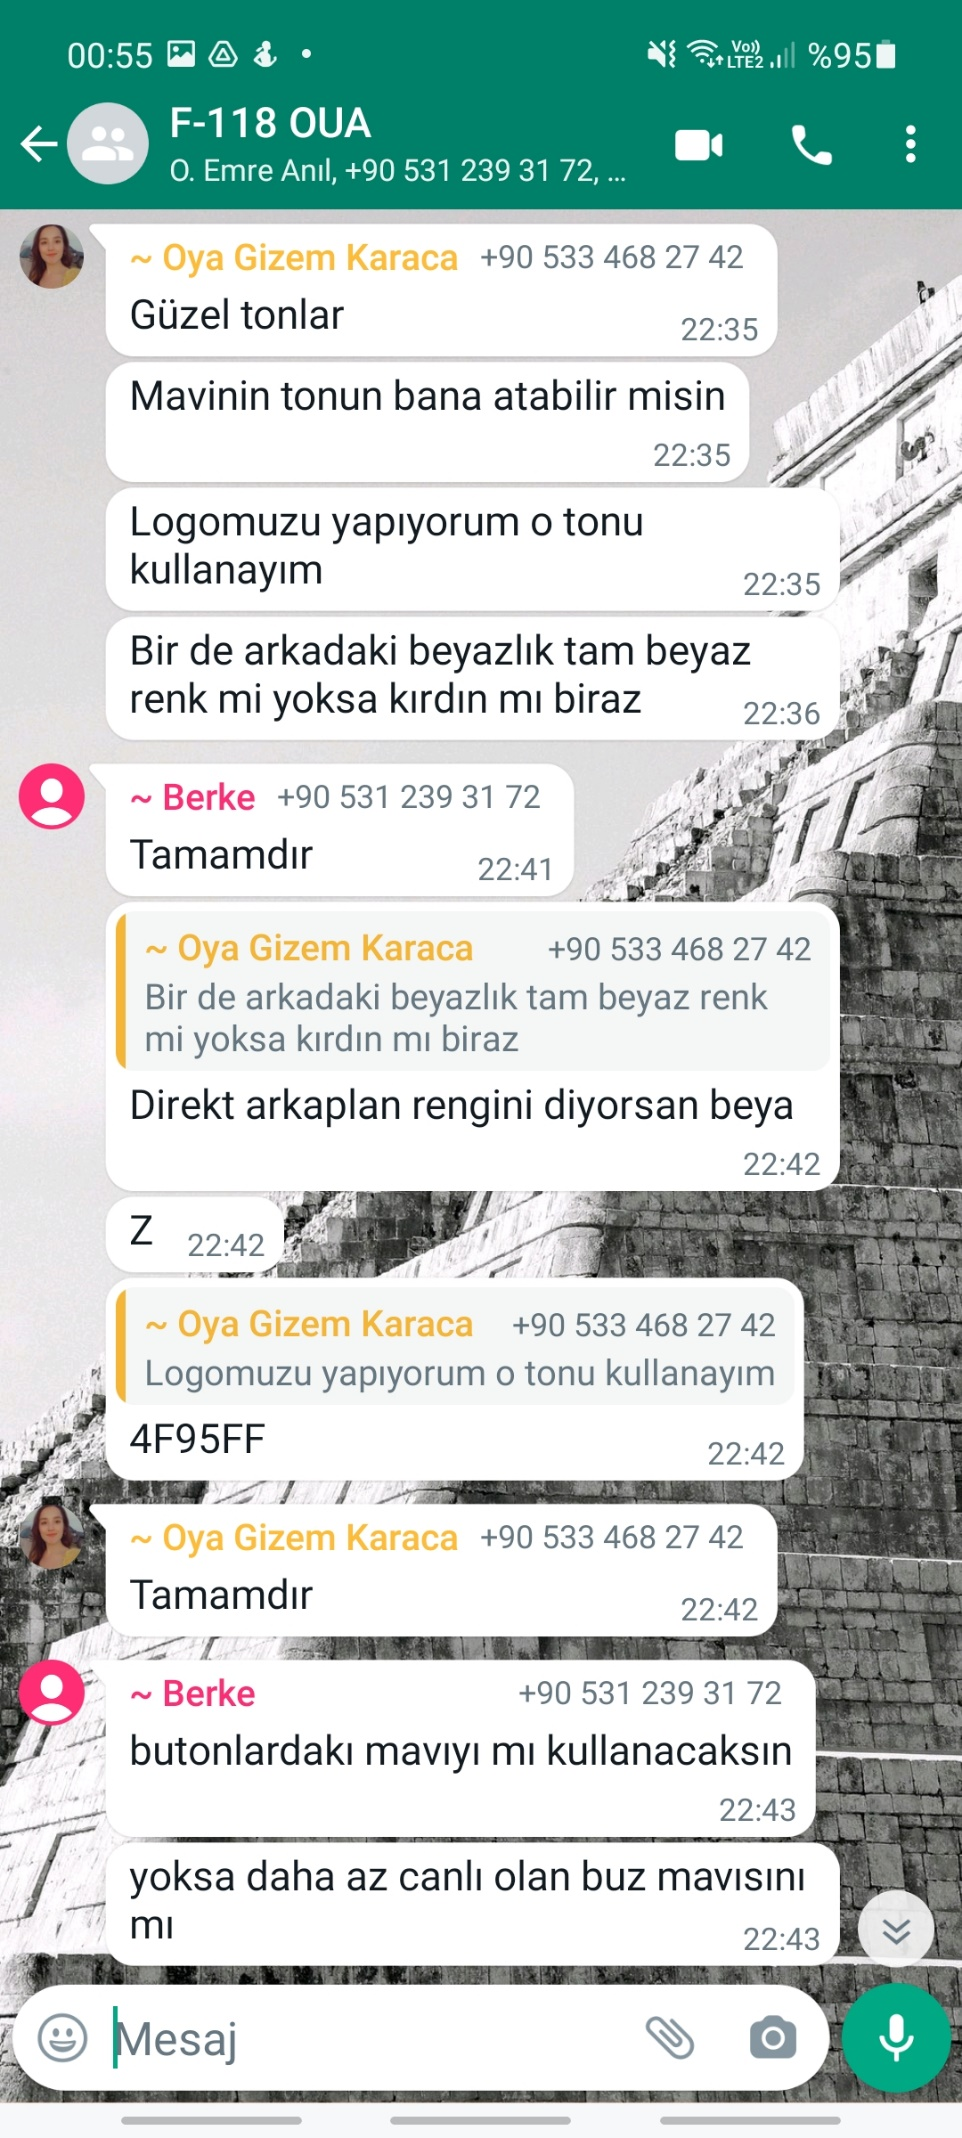 00:55 Vo)) LTE2 %95
F-118 OUA
O. Emre Anıl, +90 531 239 31 72, ...
~ Oya Gizem Karaca +90 533 468 27 42
Güzel tonlar
22:35
Mavinin tonun bana atabilir misin
22:35
Logomuzu yapıyorum o tonu
kullanayım
22:35
Bir de arkadaki beyazlık tam beyaz
renk mi yoksa kırdın mı biraz
22:36
~ Berke +90 531 239 31 72
Tamamdır
22:41
~ Oya Gizem Karaca +90 533 468 27 42
Bir de arkadaki beyazlık tam beyaz renk
mi yoksa kırdın mı biraz
Direkt arkaplan rengini diyorsan beya
22:42
Z 22:42
~ Oya Gizem Karaca +90 533 468 27 42
Logomuzu yapıyorum o tonu kullanayım
4F95FF
22:42
~ Oya Gizem Karaca +90 533 468 27 42
Tamamdır
22:42
~ Berke +90 531 239 31 72
butonlardakı mavıyı mı kullanacaksın
22:43
yoksa daha az canlı olan buz mavısını
mı
22:43
Mesaj